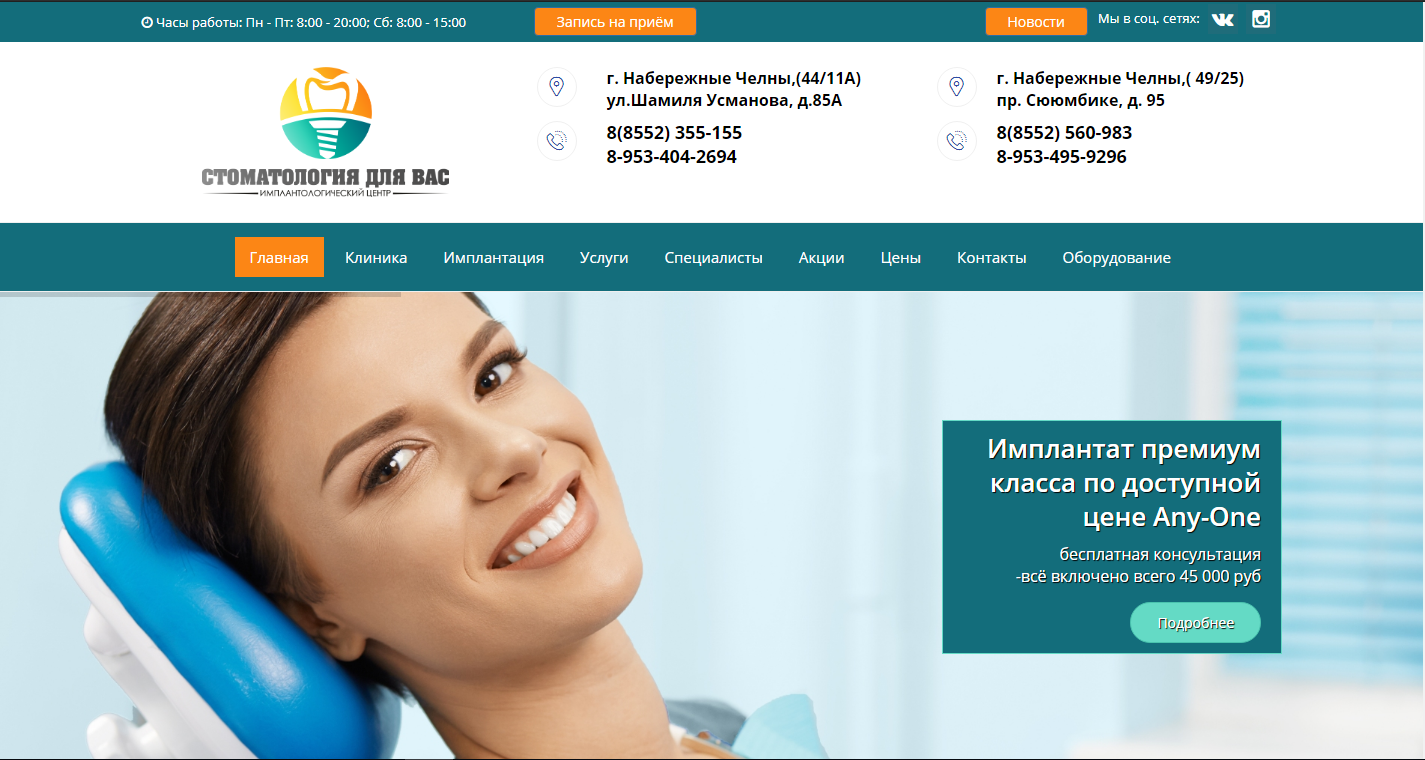 Часы работы: Пн - Пт: 8:00 - 20:00; Сб: 8:00 - 15:00
Запись на приём
Новости
Мы в соц. сетях:
СТОМАТОЛОГИЯ ДЛЯ ВАС
ИМПЛАНТОЛОГИЧЕСКИЙ ЦЕНТР
г. Набережные Челны,(44/11А)
ул.Шамиля Усманова, д.85А
8(8552) 355-155
8-953-404-2694
г. Набережные Челны,( 49/25)
пр. Сююмбике, д. 95
8(8552) 560-983
8-953-495-9296
Главная
Клиника
Имплантация
Услуги
Специалисты
Акции
Цены
Контакты
Оборудование
Имплантат премиум
класса по доступной
цене Any-One
бесплатная консультация
-всё включено всего 45 000 руб
Подробнее